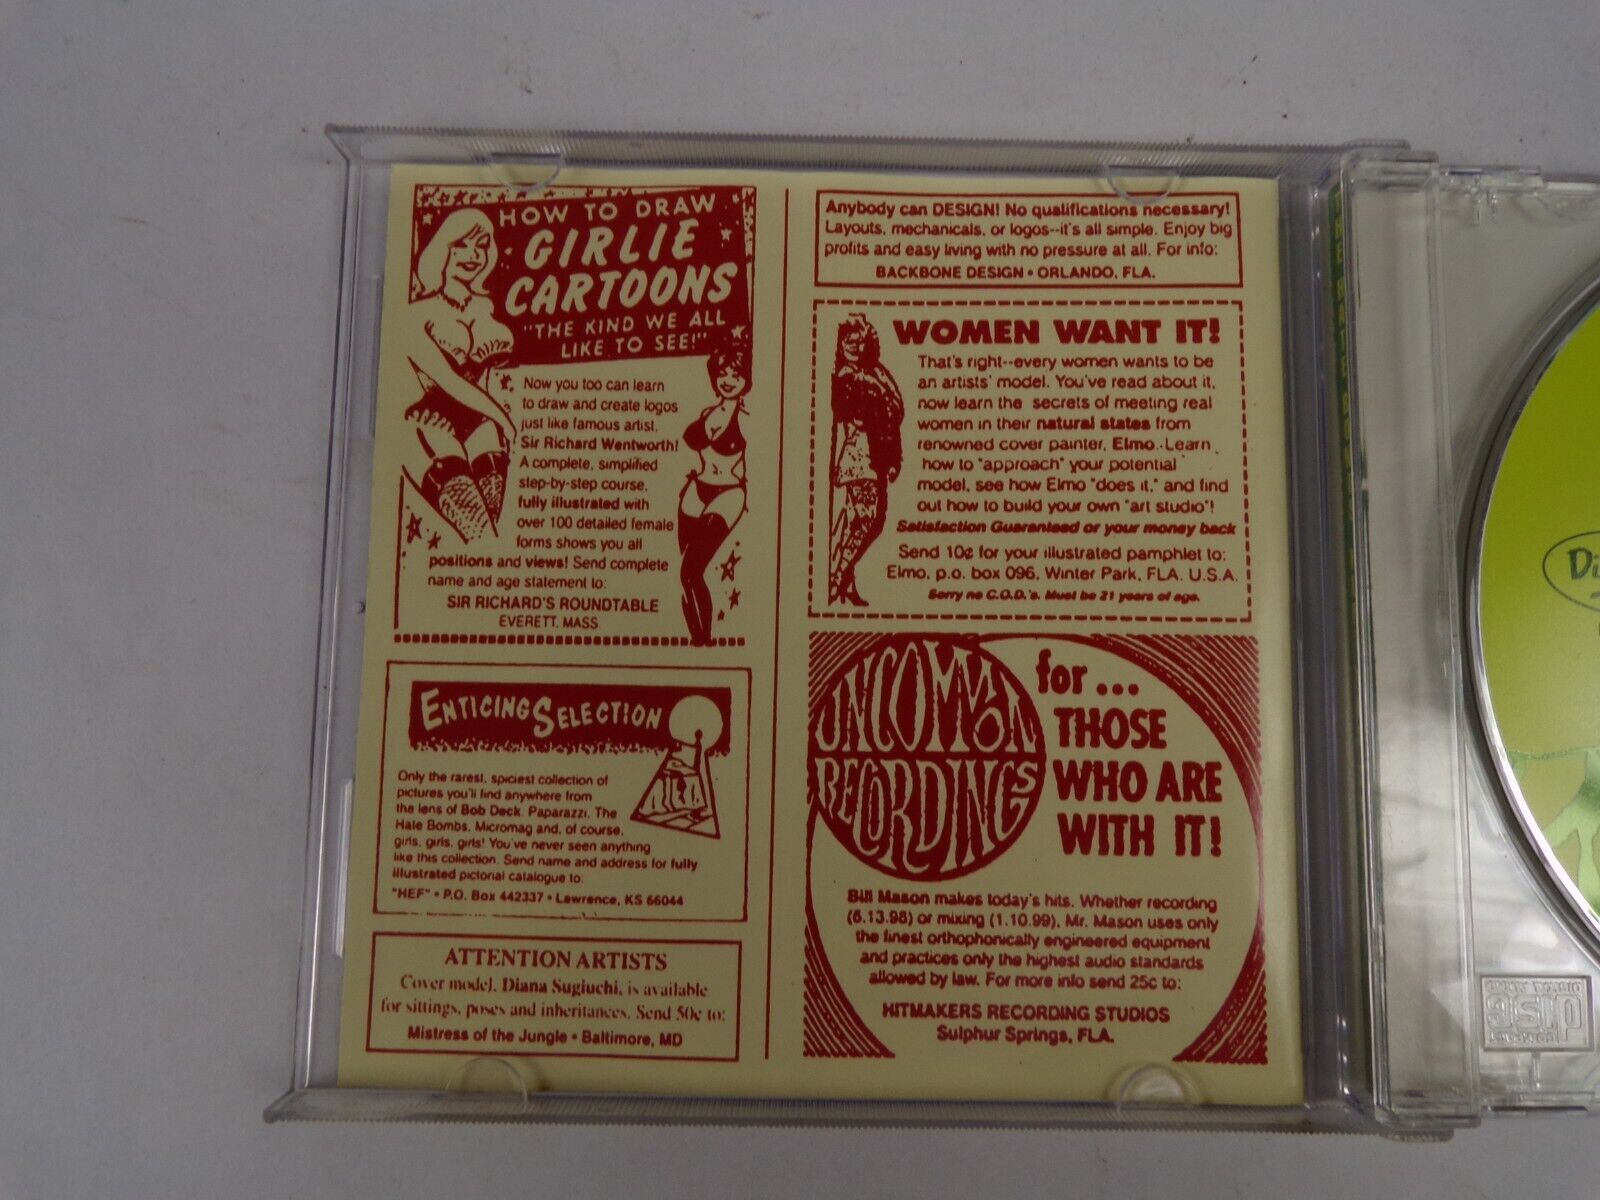 HOW TO DRAW
GIRLIE
CARTOONS
"THE KIND WE ALL
LIKE TO SEE!"
Now you too can learn
to draw and create logos
just like famous artist,
Sir Richard Wentworth!
A complete, simplified
step-by-step course,
fully illustrated with
over 100 detailed female
forms shows you all
positions and views! Send complete
name and age statement to:
SIR RICHARD'S ROUNDTABLE
EVERETT, MASS
ENTICING SELECTION
Only the rarest, spiciest collection of
pictures you'll find anywhere from
the lens of Bob Deck. Paparazzi, The
Hate Bombs, Micromag and, of course,
girls, girls, girls! You've never seen anything
like this collection. Send name and address for fully
illustrated pictorial catalogue to:
"HEF" • P.O. Box 442337 • Lawrence, KS 66044
ATTENTION ARTISTS
Cover model, Diana Sugiuchi, is available
for sittings, poses and inheritances. Send 50c to:
Mistress of the Jungle • Baltimore, MD
Anybody can DESIGN! No qualifications necessary!
Layouts, mechanicals, or logos--it's all simple. Enjoy big
profits and easy living with no pressure at all. For info:
BACKBONE DESIGN • ORLANDO, FLA.
WOMEN WANT IT!
That's right--every women wants to be
an artists' model. You've read about it,
now learn the secrets of meeting real
women in their natural states from
renowned cover painter, Elmo. Learn
how to "approach" your potential
model, see how Elmo "does it," and find
out how to build your own "art studio"!
Satisfaction Guaranteed or your money back
Send 10¢ for your illustrated pamphlet to:
Elmo, p.o. box 096, Winter Park, FLA. U.S.A.
Sorry no C.O.D.'s. Must be 21 years of age.
UNCOMMON
RECORDINGS
for...
THOSE
WHO ARE
WITH IT!
Bill Mason makes today's hits. Whether recording
(6.13.98) or mixing (1.10.99), Mr. Mason uses only
the finest orthophonically engineered equipment
and practices only the highest audio standards
allowed by law. For more info send 25c to:
HITMAKERS RECORDING STUDIOS
Sulphur Springs, FLA.
disc